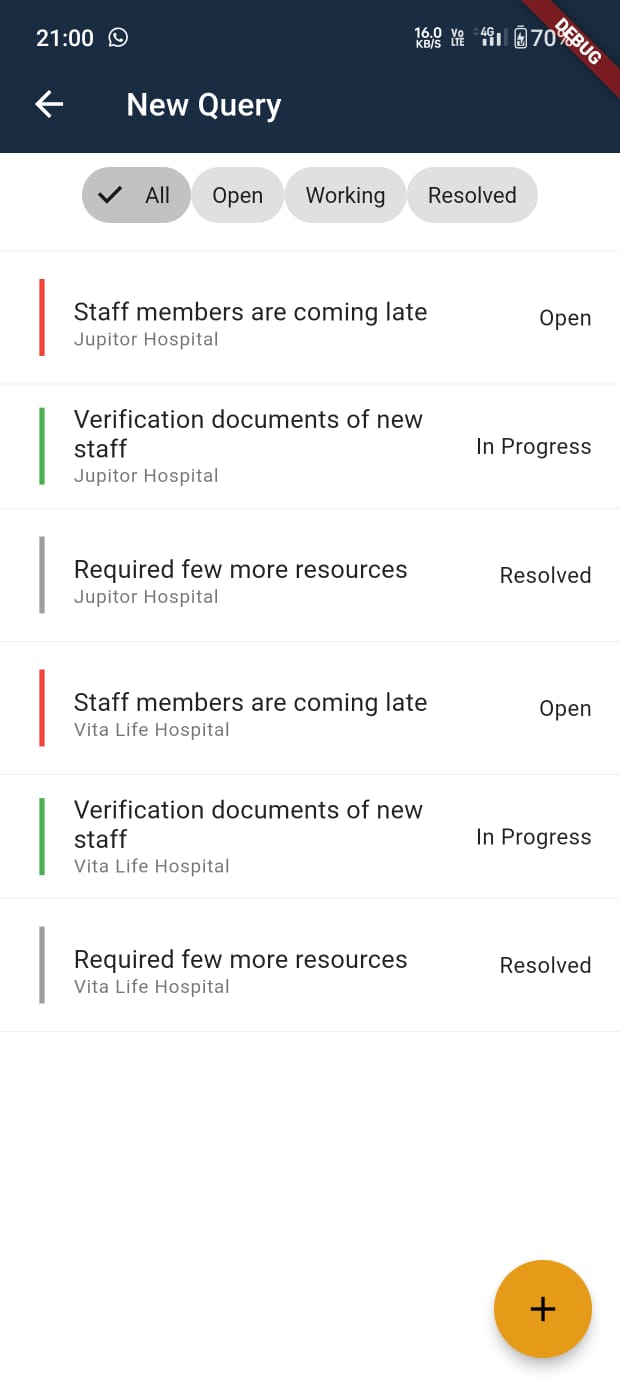 21:00
16.0
KB/S
Vo
LTE
4G
70%
DEBUG
New Query
All
Open
Working
Resolved
Staff members are coming late
Jupitor Hospital
Open
Verification documents of new
staff
Jupitor Hospital
In Progress
Required few more resources
Jupitor Hospital
Resolved
Staff members are coming late
Vita Life Hospital
Open
Verification documents of new
staff
Vita Life Hospital
In Progress
Required few more resources
Vita Life Hospital
Resolved
+